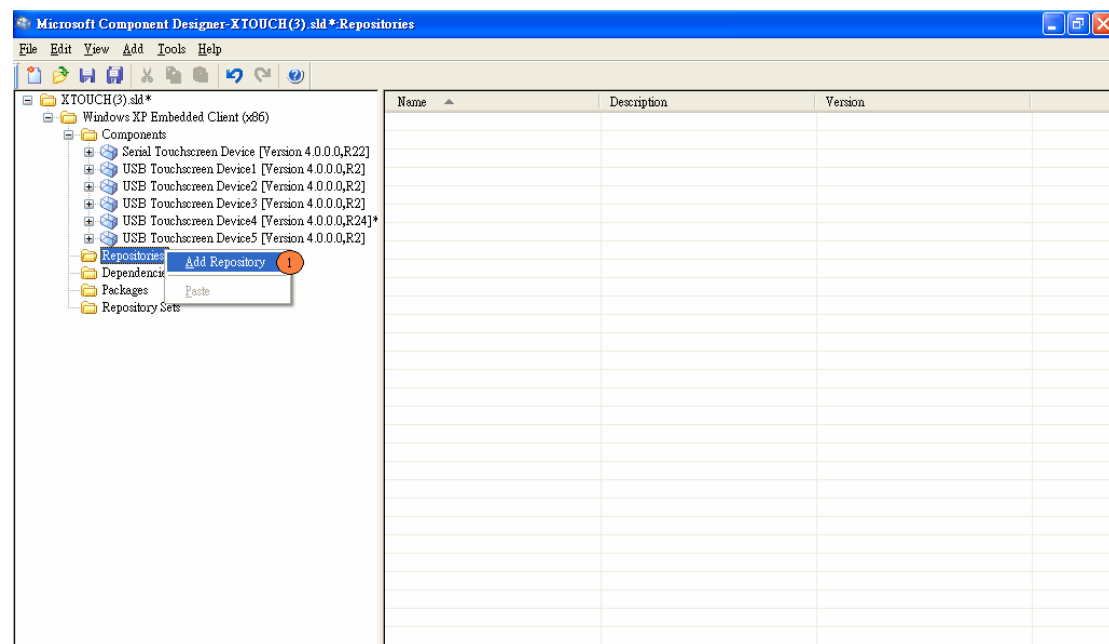 Microsoft Component Designer-XTOUCH(3).sld*:Repositories
File Edit View Add Tools Help
XTOUCH(3).sld*
Name Description Version
Windows XP Embedded Client (x86)
Components
Serial Touchscreen Device [Version 4.0.0.0,R22]
USB Touchscreen Device1 [Version 4.0.0.0,R2]
USB Touchscreen Device2 [Version 4.0.0.0,R2]
USB Touchscreen Device3 [Version 4.0.0.0,R2]
USB Touchscreen Device4 [Version 4.0.0.0,R24]*
USB Touchscreen Device5 [Version 4.0.0.0,R2]
Repositories
Add Repository 1
Dependencie
Packages
Paste
Repository Sets